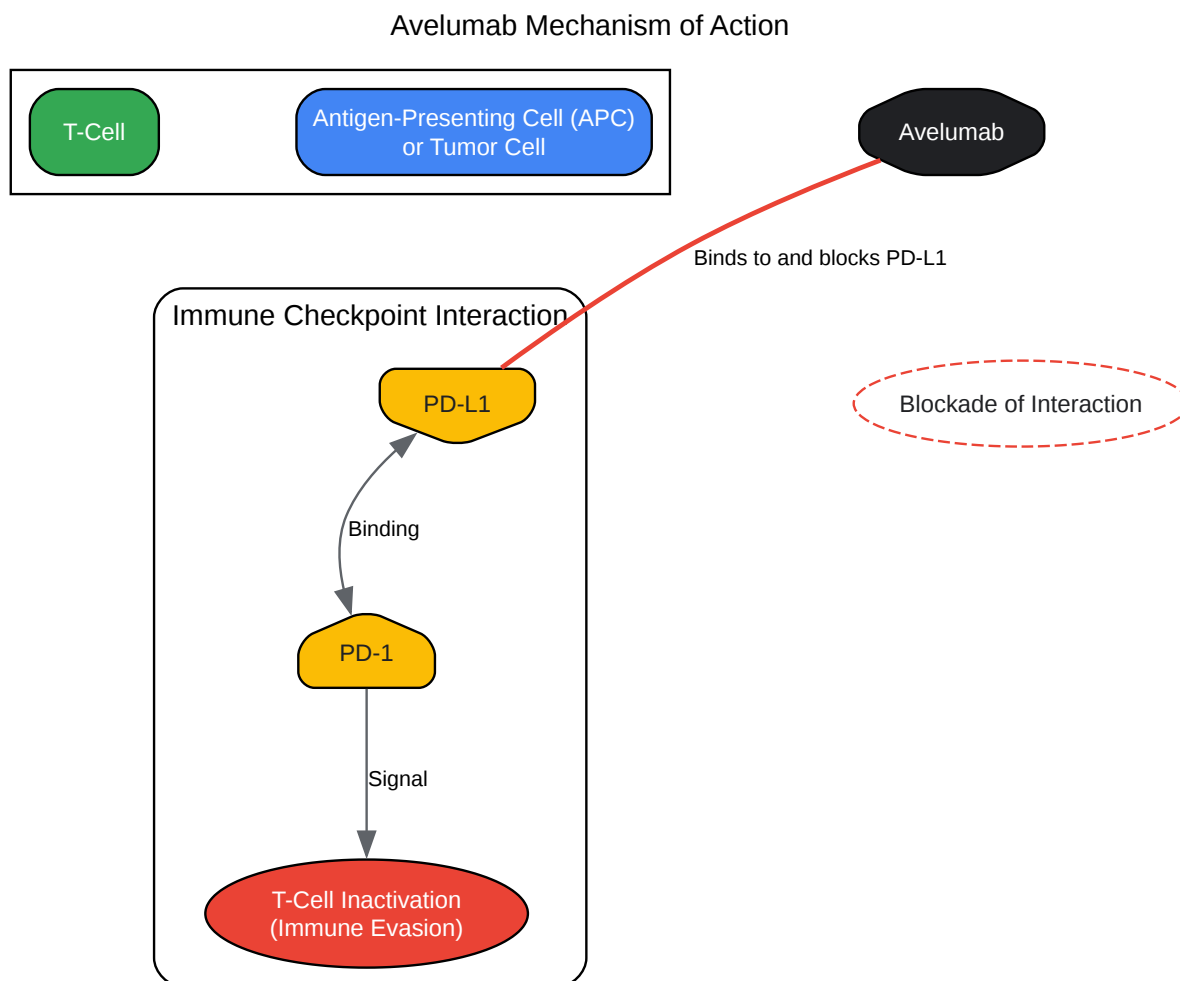 Avelumab Mechanism of Action
T-Cell
Antigen-Presenting Cell (APC)
or Tumor Cell
Avelumab
Binds to and blocks PD-L1
Immune Checkpoint Interaction
PD-L1
Blockade of Interaction
Binding
PD-1
Signal
T-Cell Inactivation
(Immune Evasion)